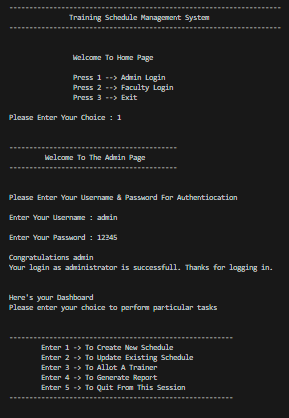 --------------------------------------------------------------------
Training Schedule Management System
--------------------------------------------------------------------
Welcome To Home Page
Press 1 --> Admin Login
Press 2 --> Faculty Login
Press 3 --> Exit
Please Enter Your Choice : 1
------------------------------------------
Welcome To The Admin Page
------------------------------------------
Please Enter Your Username & Password For Authentiocation
Enter Your Username : admin
Enter Your Password : 12345
Congratulations admin
Your login as administrator is successfull. Thanks for logging in.
Here's your Dashboard
Please enter your choice to perform particular tasks
--------------------------------------------------------
Enter 1 -> To Create New Schedule
Enter 2 -> To Update Existing Schedule
Enter 3 -> To Allot A Trainer
Enter 4 -> To Generate Report
Enter 5 -> To Quit From This Session
--------------------------------------------------------